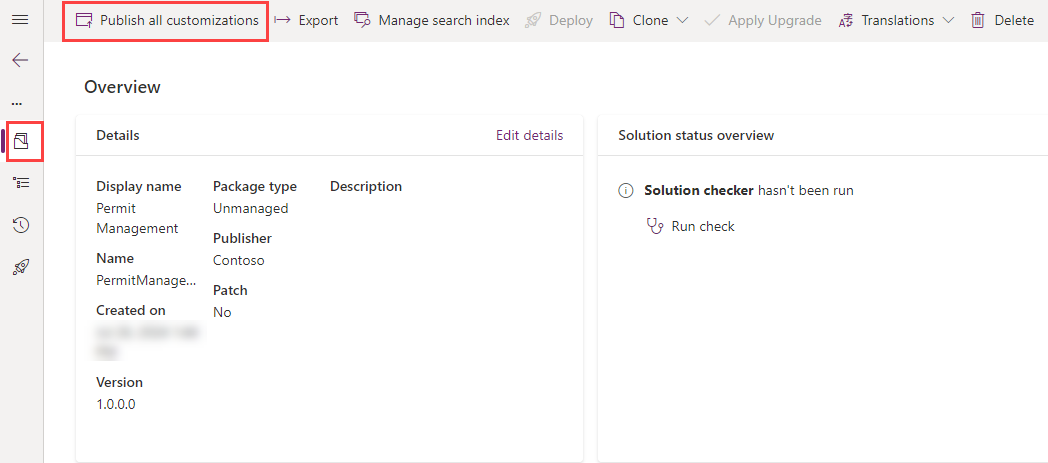 Publish all customizations Export Manage search index Deploy Clone Apply Upgrade Translations Delete
...
Overview
Details Edit details
Display name
Permit
Management
Name
PermitManage...
Created on
Version
1.0.0.0
Package type
Unmanaged
Publisher
Contoso
Patch
No
Description
Solution status overview
Solution checker hasn't been run
Run check